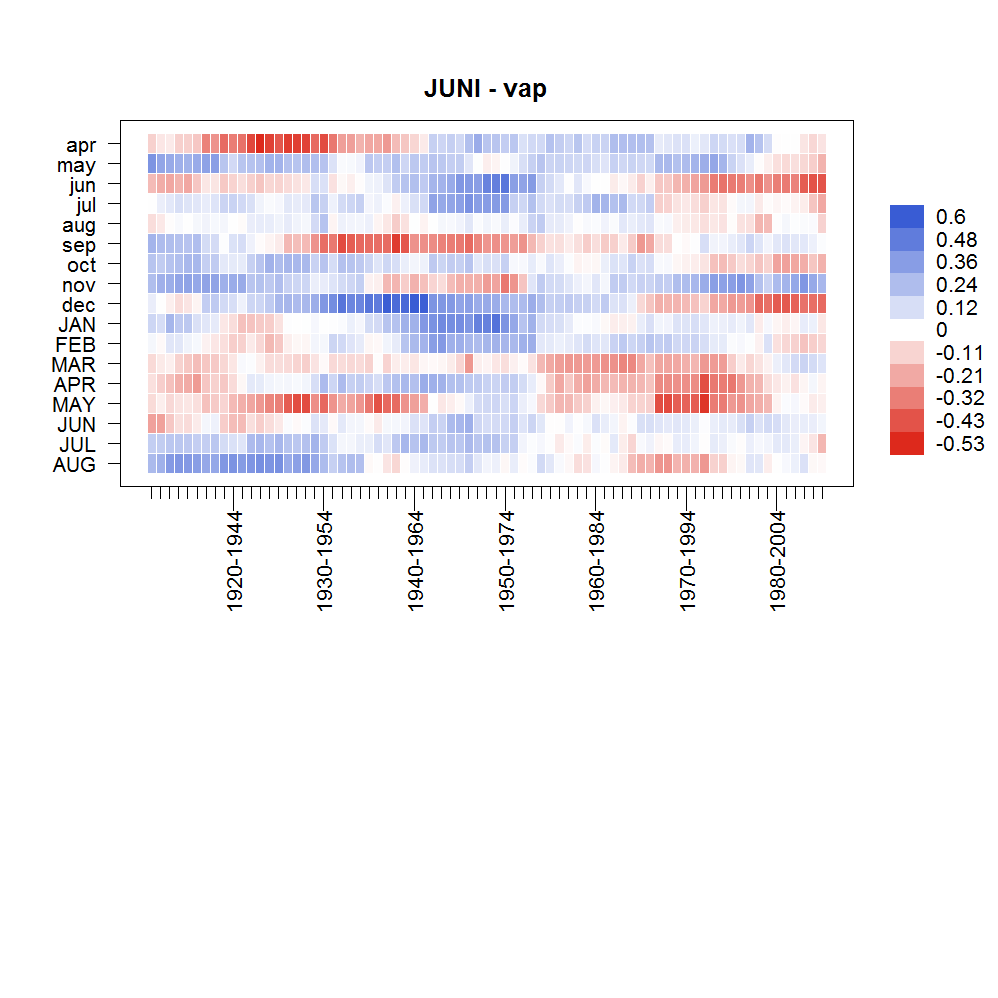 JUNI - vap
apr
may
jun
jul
aug
sep
oct
nov
dec
JAN
FEB
MAR
APR
MAY
JUN
JUL
AUG
1920-1944
1930-1954
1940-1964
1950-1974
1960-1984
1970-1994
1980-2004
0.6
0.48
0.36
0.24
0.12
0
-0.11
-0.21
-0.32
-0.43
-0.53